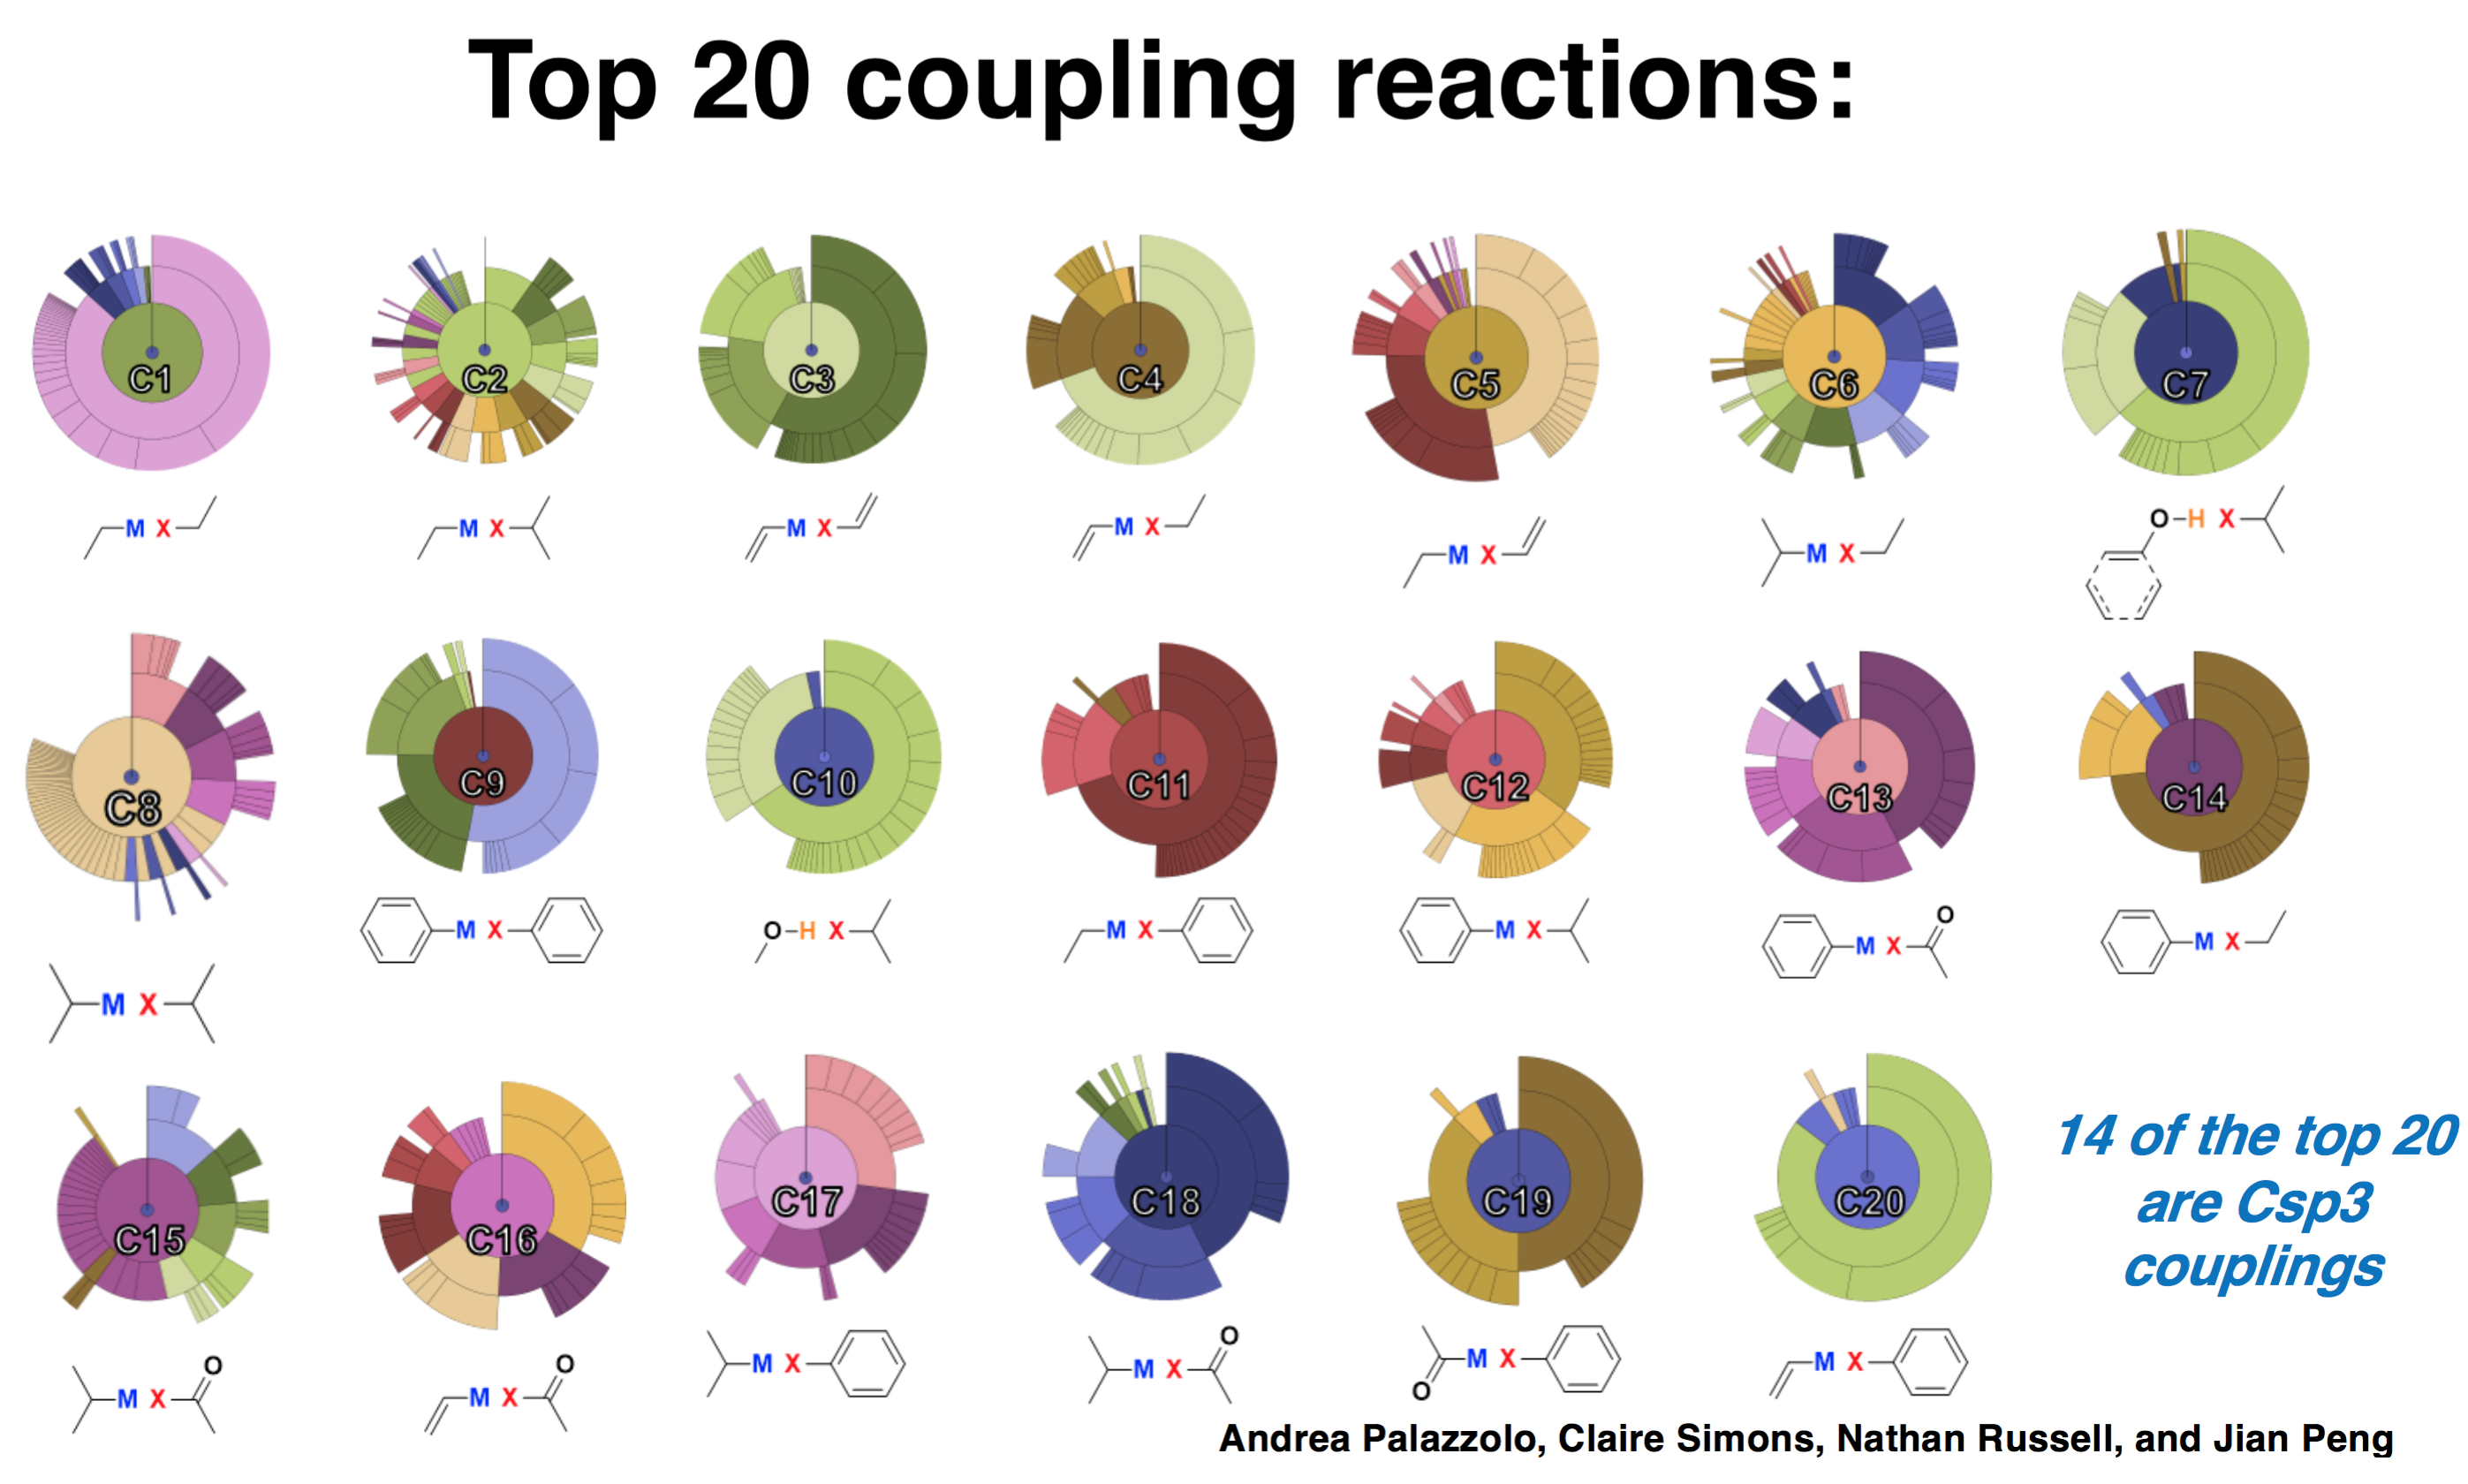 Top 20 coupling reactions:
C1
C2
C3
C4
C5
C6
C7
M X
M X
M X
M X
M X
M X
O H X
C8
C9
C10
C11
C12
C13
C14
M X
M X
O H X
M X
M X
M X O
M X
C15
C16
C17
C18
C19
C20
14 of the top 20
are Csp3
couplings
M X O
M X O
M X
M X O
O M X
M X
Andrea Palazzolo, Claire Simons, Nathan Russell, and Jian Peng